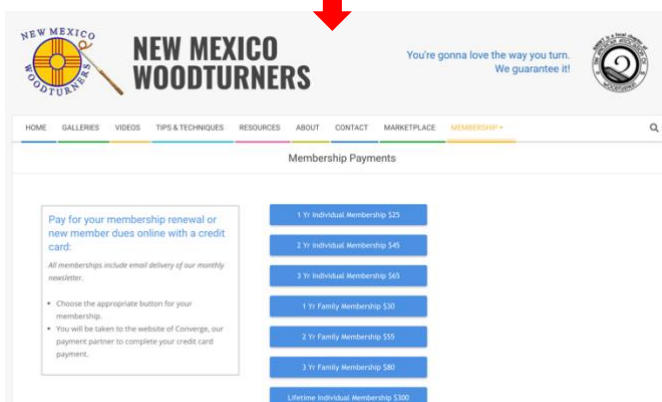 NEW MEXICO
WOODTURNERS
NEW MEXICO
WOODTURNERS
You're gonna love the way you turn.
We guarantee it!
HOME GALLERIES VIDEOS TIPS & TECHNIQUES RESOURCES ABOUT CONTACT MARKETPLACE MEMBERSHIP
Membership Payments
Pay for your membership renewal or
new member dues online with a credit
card:
All memberships include email delivery of our monthly
newsletter.
• Choose the appropriate button for your
membership.
• You will be taken to the website of Converge, our
payment partner to complete your credit card
payment.
1 Yr Individual Membership $25
2 Yr Individual Membership $45
3 Yr Individual Membership $65
1 Yr Family Membership $30
2 Yr Family Membership $55
3 Yr Family Membership $80
Lifetime Individual Membership $300